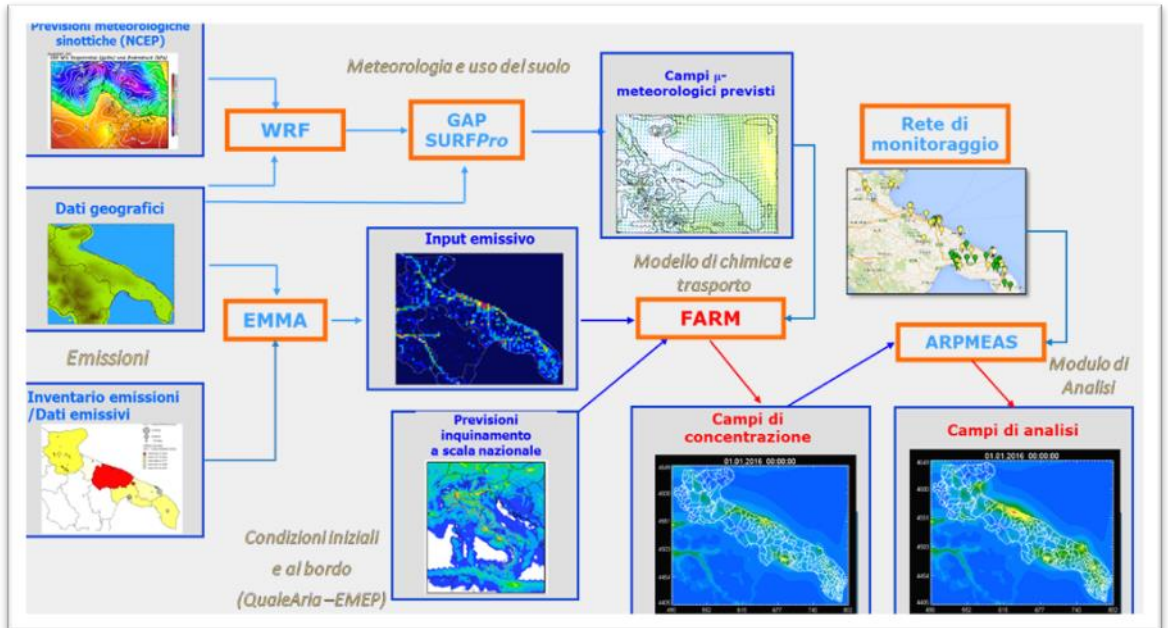 Previsioni meteorologiche
sinottiche (NCEP)
Meteorologia e uso del suolo
WRF
GAP
SURFPro
Campi μ-
meteorologici previsti
Rete di
monitoraggio
Dati geografici
Input emissivo
Modello di chimica e
trasporto
EMMA
FARM
ARPMEAS
Emissioni
Modulo di
Analisi
Inventario emissioni
/Dati emissivi
Previsioni
inquinamento
a scala nazionale
Campi di
concentrazione
Campi di analisi
01.01.2016 00:00:00
01.01.2016 00:00:00
Condizioni iniziali
e al bordo
(QualeAria –EMEP)